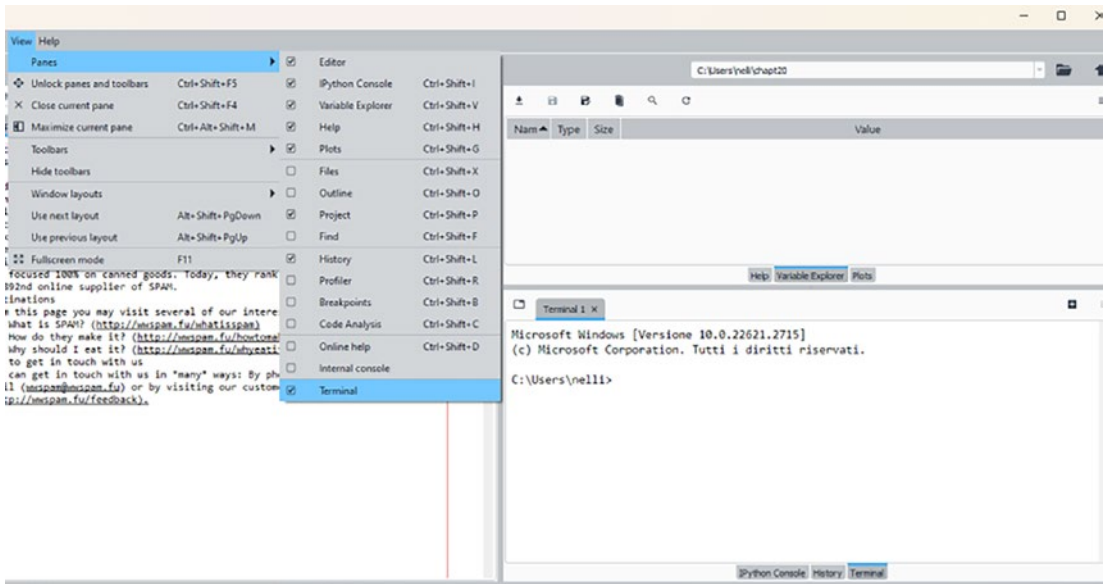 View Help
Panes
Unlock panes and toolbars Ctrl+Shift+F5
Close current pane Ctrl+Shift+F4
Maximize current pane Ctrl+Alt+Shift+M
Toolbars
Hide toolbars
Window layouts
Use next layout Alt+Shift+PgDown
Use previous layout Alt+Shift+PgUp
Fullscreen mode F11
Editor
IPython Console Ctrl+Shift+I
Variable Explorer Ctrl+Shift+V
Help Ctrl+Shift+H
Plots Ctrl+Shift+G
Files Ctrl+Shift+X
Outline Ctrl+Shift+O
Project Ctrl+Shift+P
Find Ctrl+Shift+F
History Ctrl+Shift+L
Profiler Ctrl+Shift+R
Breakpoints Ctrl+Shift+B
Code Analysis Ctrl+Shift+C
Online help Ctrl+Shift+D
Internal console
Terminal
focused 100% on canned goods. Today, they rank
92nd online supplier of SPAM.
tinations
this page you may visit several of our intere
What is SPAM? (http://wwspam.fu/whatisspam)
How do they make it? (http://wwspam.fu/howtomak
Why should I eat it? (http://wwspam.fu/whyeati
to get in touch with us
can get in touch with us in "many" ways: By pho
(wwspam@wwspam.fu) or by visiting our custome
p://wwspam.fu/feedback).
C:\Users\nelli\chapt20
Nam Type Size Value
Help Variable Explorer Plots
Terminal 1
Microsoft Windows [Versione 10.0.22621.2715]
(c) Microsoft Corporation. Tutti i diritti riservati.
C:\Users\nelli>
IPython Console History Terminal